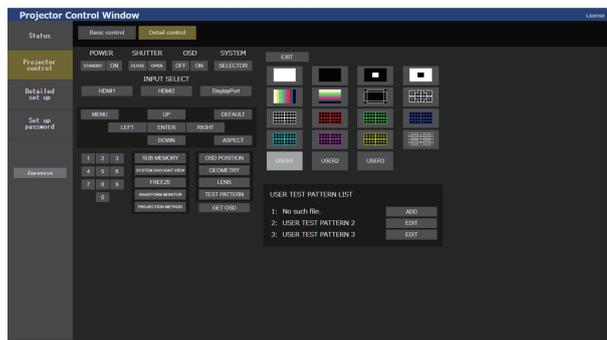 Projector Control Window
License
Status
Projector control
Detailed set up
Set up password
Japanese
Basic control Detail control
POWER SHUTTER OSD SYSTEM
STANDBY ON CLOSE OPEN OFF ON SELECTOR
INPUT SELECT
HDMI1 HDMI2 DisplayPort
MENU UP DEFAULT
LEFT ENTER RIGHT
DOWN ASPECT
1 2 3 SUB MEMORY OSD POSITION
4 5 6 SYSTEM DAYLIGHT VIEW GEOMETRY
7 8 9 FREEZE LENS
0 WAVEFORM MONITOR TEST PATTERN
PROJECTION METHOD GET OSD
EXIT
USER1 USER2 USER3
USER TEST PATTERN LIST
1: No such file. ADD
2: USER TEST PATTERN 2 EDIT
3: USER TEST PATTERN 3 EDIT